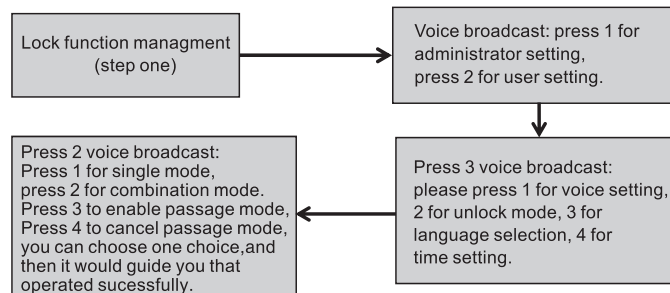 Lock function managment
(step one)
Voice broadcast: press 1 for
administrator setting,
press 2 for user setting.
Press 3 voice broadcast:
please press 1 for voice setting,
2 for unlock mode, 3 for
language selection, 4 for
time setting.
Press 2 voice broadcast:
Press 1 for single mode,
press 2 for combination mode.
Press 3 to enable passage mode,
Press 4 to cancel passage mode,
you can choose one choice,and
then it would guide you that
operated sucessfully.